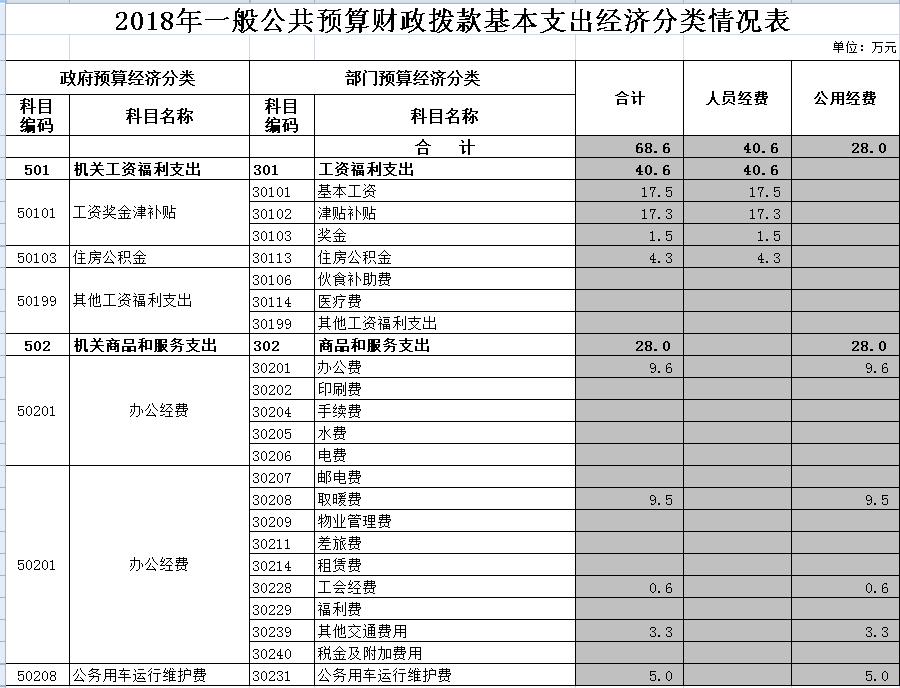 2018年一般公共预算财政拨款基本支出经济分类情况表
单位：万元
政府预算经济分类 部门预算经济分类 合计 人员经费 公用经费
科目编码 科目名称 科目编码 科目名称
合 计 68.6 40.6 28.0
501 机关工资福利支出 301 工资福利支出 40.6 40.6
50101 工资奖金津补贴 30101 基本工资 17.5 17.5
30102 津贴补贴 17.3 17.3
30103 奖金 1.5 1.5
50103 住房公积金 30113 住房公积金 4.3 4.3
50199 其他工资福利支出 30106 伙食补助费
30114 医疗费
30199 其他工资福利支出
502 机关商品和服务支出 302 商品和服务支出 28.0 28.0
50201 办公经费 30201 办公费 9.6 9.6
30202 印刷费
30204 手续费
30205 水费
30206 电费
50201 办公经费 30207 邮电费
30208 取暖费 9.5 9.5
30209 物业管理费
30211 差旅费
30214 租赁费
30228 工会经费 0.6 0.6
30229 福利费
30239 其他交通费用 3.3 3.3
30240 税金及附加费用
50208 公务用车运行维护费 30231 公务用车运行维护费 5.0 5.0